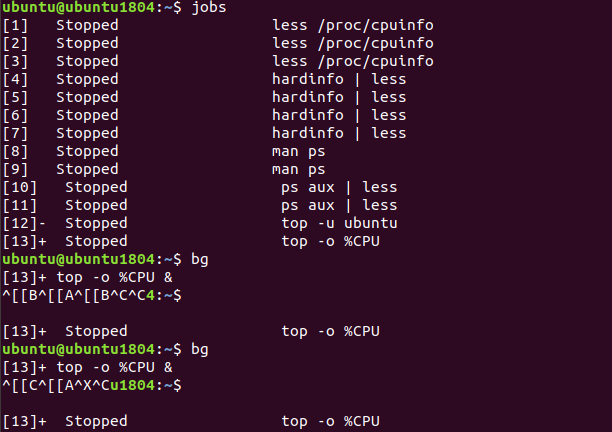 ubuntu@ubuntu1804:~$ jobs
[1]   Stopped                 less /proc/cpuinfo
[2]   Stopped                 less /proc/cpuinfo
[3]   Stopped                 less /proc/cpuinfo
[4]   Stopped                 hardinfo | less
[5]   Stopped                 hardinfo | less
[6]   Stopped                 hardinfo | less
[7]   Stopped                 hardinfo | less
[8]   Stopped                 man ps
[9]   Stopped                 man ps
[10]   Stopped                 ps aux | less
[11]   Stopped                 ps aux | less
[12]-  Stopped                 top -u ubuntu
[13]+  Stopped                 top -o %CPU
ubuntu@ubuntu1804:~$ bg
[13]+ top -o %CPU &
^[[B^[[A^[[B^C^C4:~$
[13]+  Stopped                 top -o %CPU
ubuntu@ubuntu1804:~$ bg
[13]+ top -o %CPU &
^[[C^[[A^X^Cu1804:~$
[13]+  Stopped                 top -o %CPU